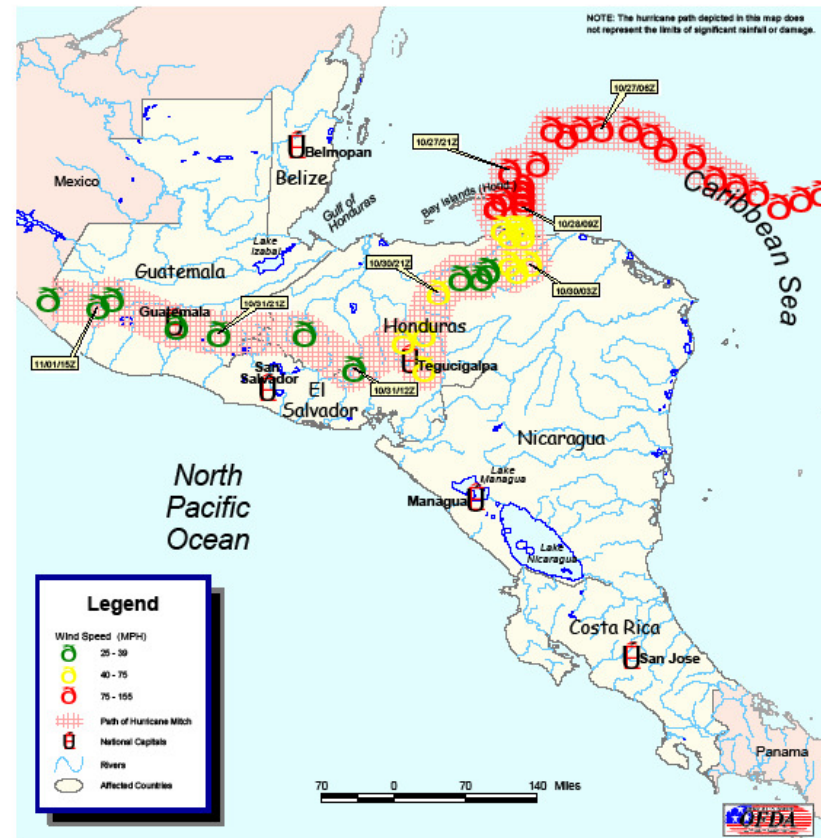 NOTE: The hurricane path depicted in this map does
not represent the limits of significant rainfall or damage.
10/27/06Z
10/27/21Z
Belmopan
Belize
Mexico
Caribbean Sea
Bay Islands (Hond.)
Gulf of
Honduras
10/28/09Z
Lake
Izabal
Guatemala
10/30/21Z
10/30/03Z
10/31/21Z
Guatemala
Honduras
11/01/15Z
San
Salvador
El
Salvador
Tegucigalpa
10/31/12Z
Nicaragua
North
Pacific
Ocean
Lake
Managua
Managua
Lake
Nicaragua
Legend
Wind Speed (MPH)
25 - 39
40 - 75
75 - 155
Path of Hurricane Mitch
National Capitals
Rivers
Affected Countries
Costa Rica
San Jose
Panama
70 0 70 140 Miles
OFDA